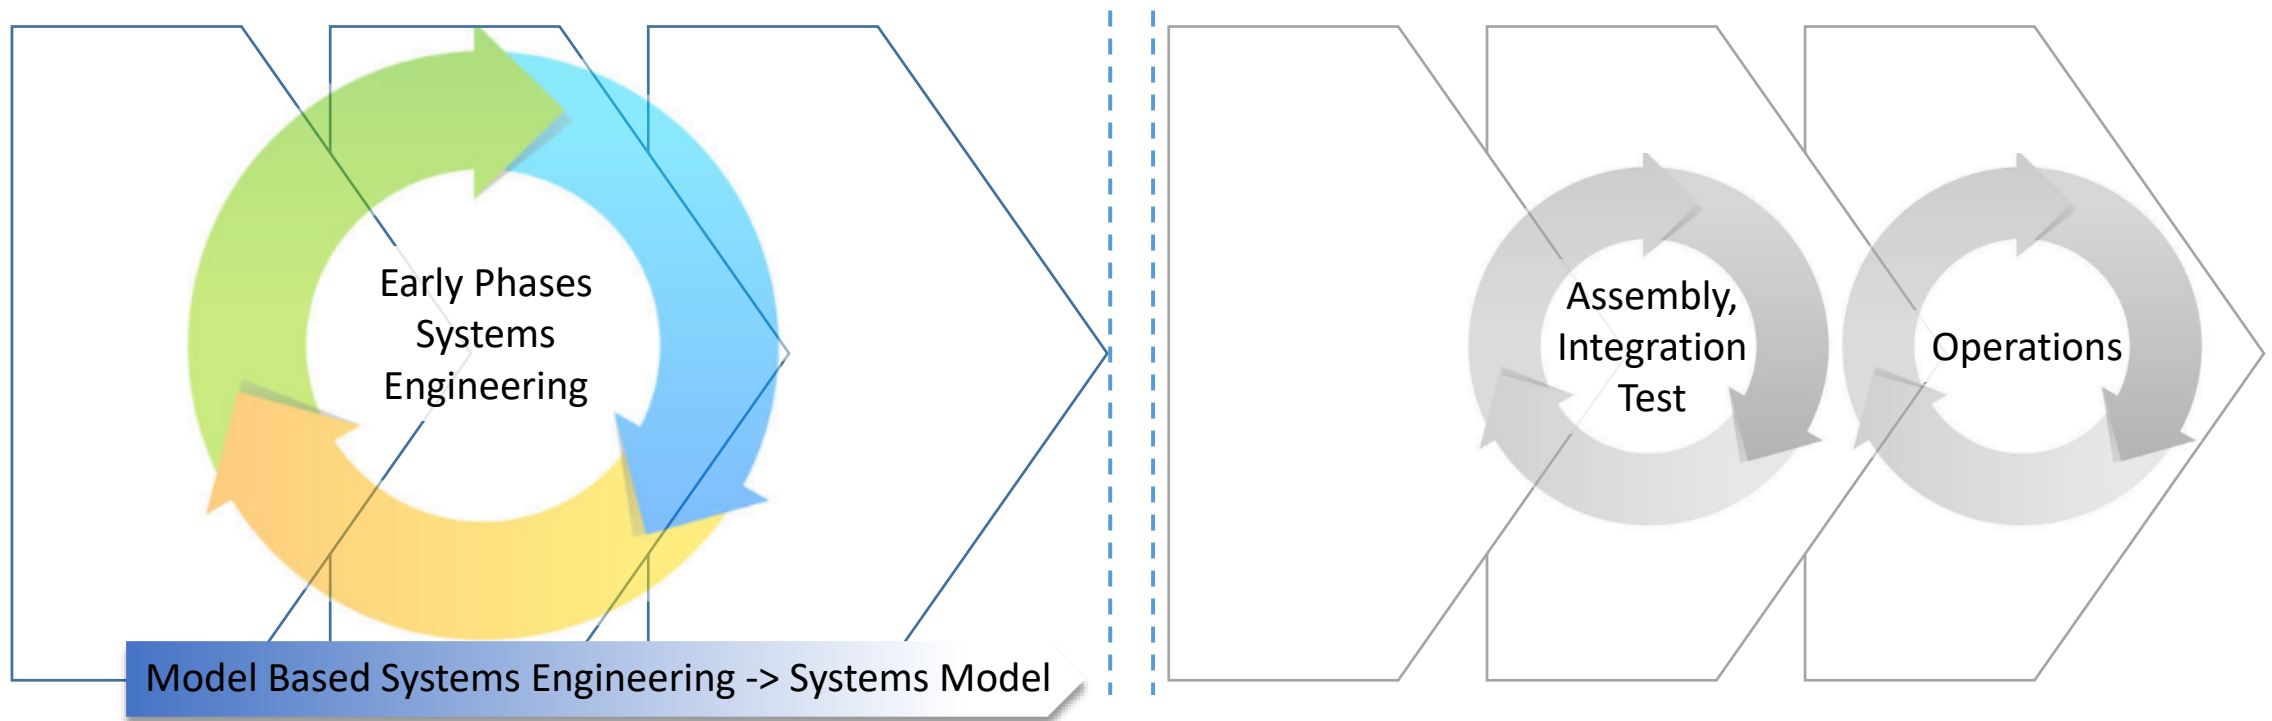 Early Phases
Systems
Engineering
Assembly,
Integration
Test
Operations
Model Based Systems Engineering -> Systems Model